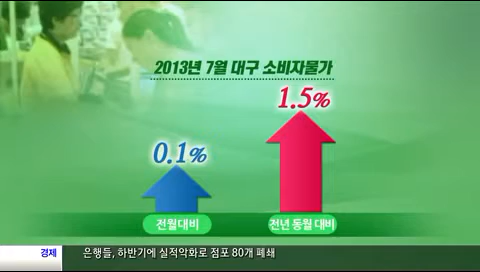 2013년 7월 대구 소비자물가
1.5%
0.1%
전월대비
전년 동월 대비
경제 은행들, 하반기에 실적악화로 점포 80개 폐쇄